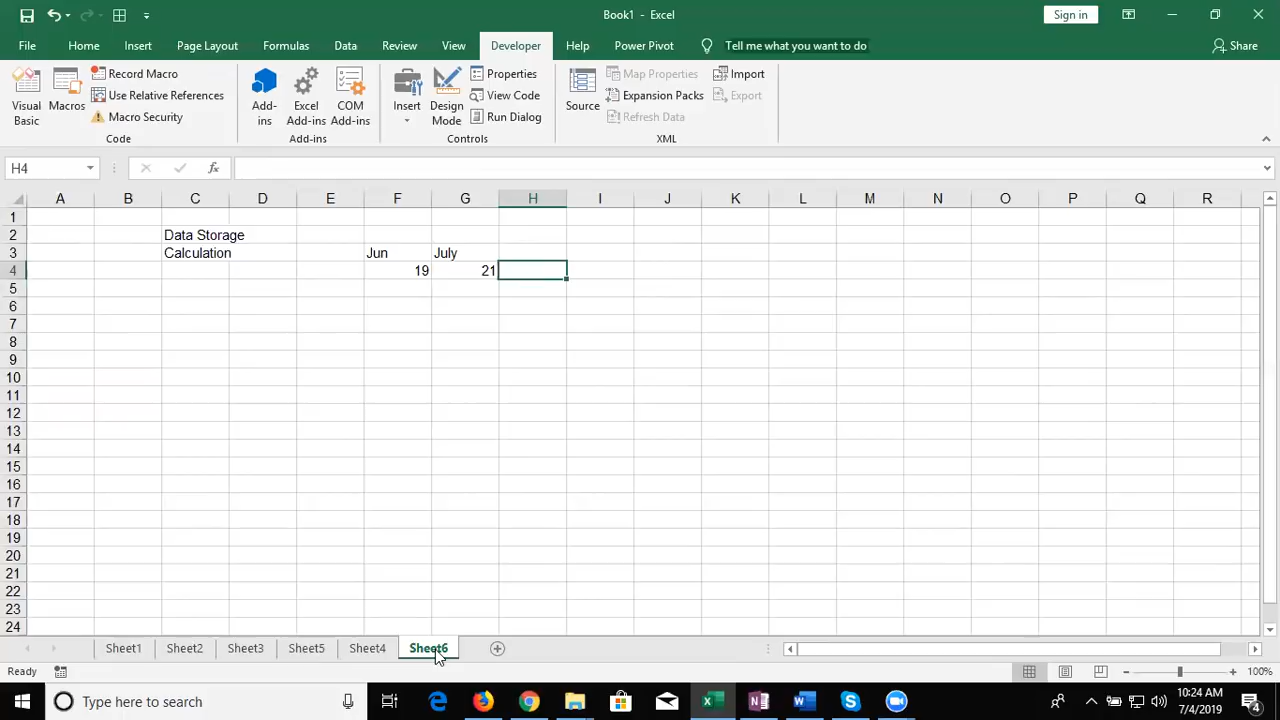 Book1 - Excel
Sign in
File Home Insert Page Layout Formulas Data Review View Developer Help Power Pivot Tell me what you want to do Share
Visual Basic
Macros
Record Macro
Use Relative References
Macro Security
Code
Add-ins
Excel Add-ins
COM Add-ins
Add-ins
Insert
Design Mode
Properties
View Code
Run Dialog
Controls
Source
Map Properties
Expansion Packs
Refresh Data
Import
Export
XML
H4 fx
A B C D E F G H I J K L M N O P Q R
1
2 Data Storage
3 Calculation Jun July
4 19 21
5
6
7
8
9
10
11
12
13
14
15
16
17
18
19
20
21
22
23
24
Sheet1 Sheet2 Sheet3 Sheet5 Sheet4 Sheet6
Ready 100%
Type here to search
10:24 AM
7/4/2019
4